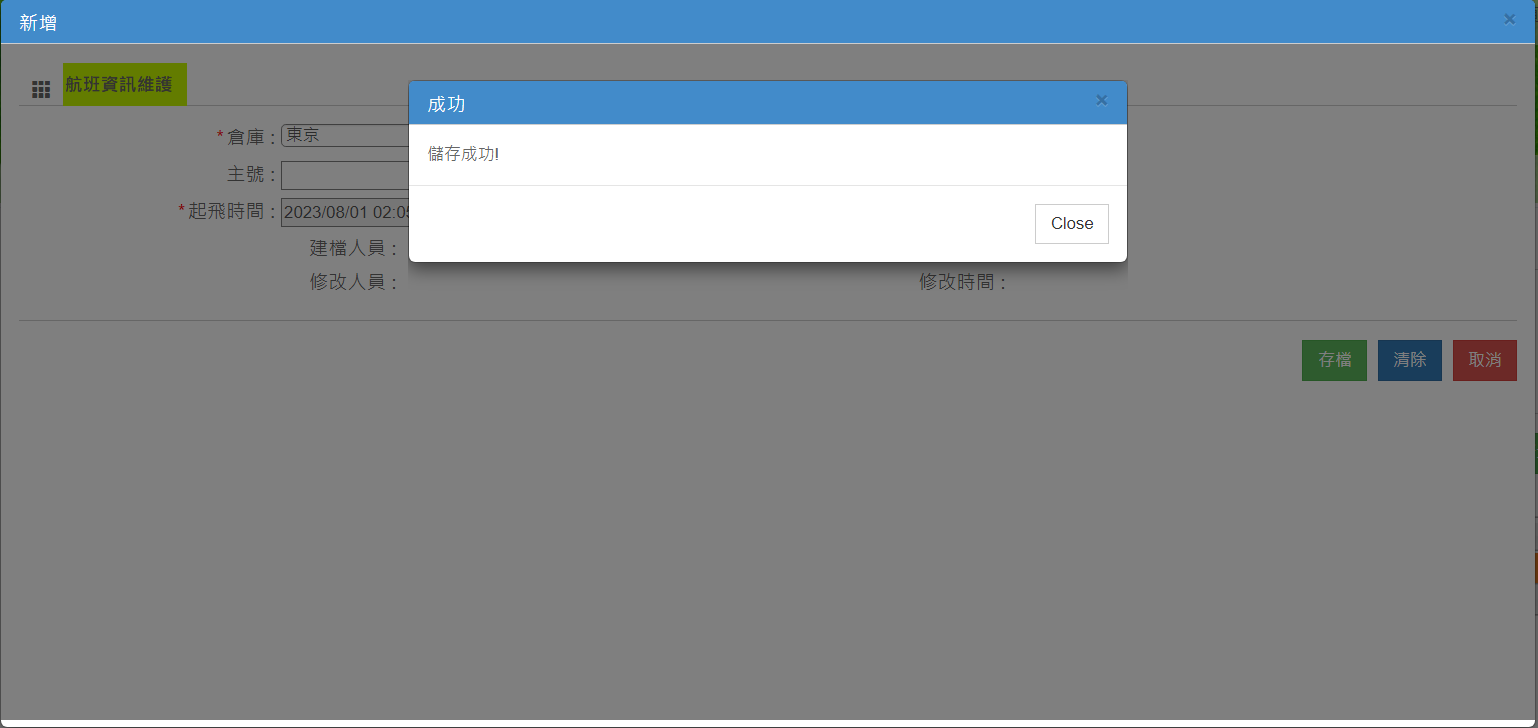 新增
×
航班資訊維護
成功
×
儲存成功!
Close
*倉庫 : 東京
主號 :
*起飛時間 : 2023/08/01 02:05
建檔人員 :
修改人員 :
修改時間 :
存檔 清除 取消